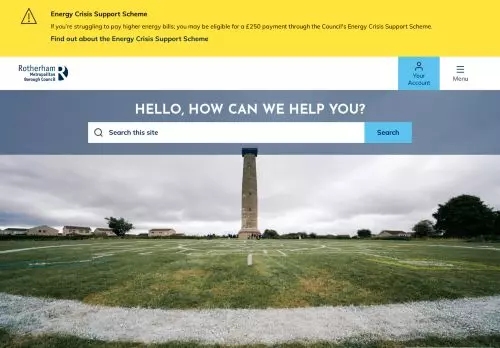 Energy Crisis Support Scheme
If you're struggling to pay higher energy bills; you may be eligible for a £250 payment through the Council's Energy Crisis Support Scheme.
Find out about the Energy Crisis Support Scheme
Rotherham
Metropolitan
Borough Council
Your
Account
Menu
HELLO, HOW CAN WE HELP YOU?
Search this site
Search